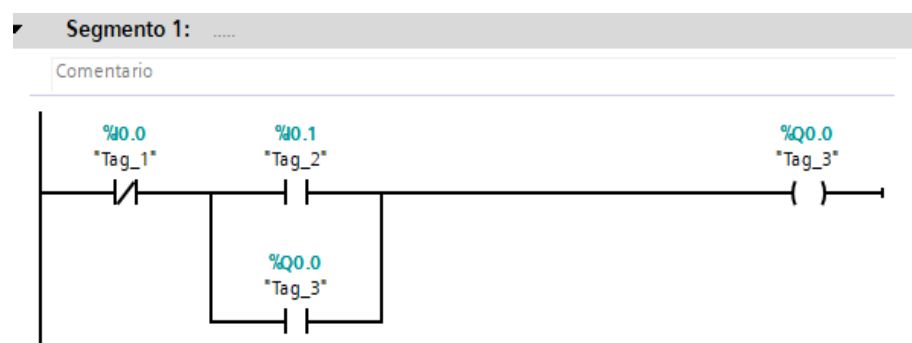 Segmento 1: .....
Comentario
%I0.0 %I0.1 %Q0.0
"Tag_1" "Tag_2" "Tag_3"
%Q0.0
"Tag_3"